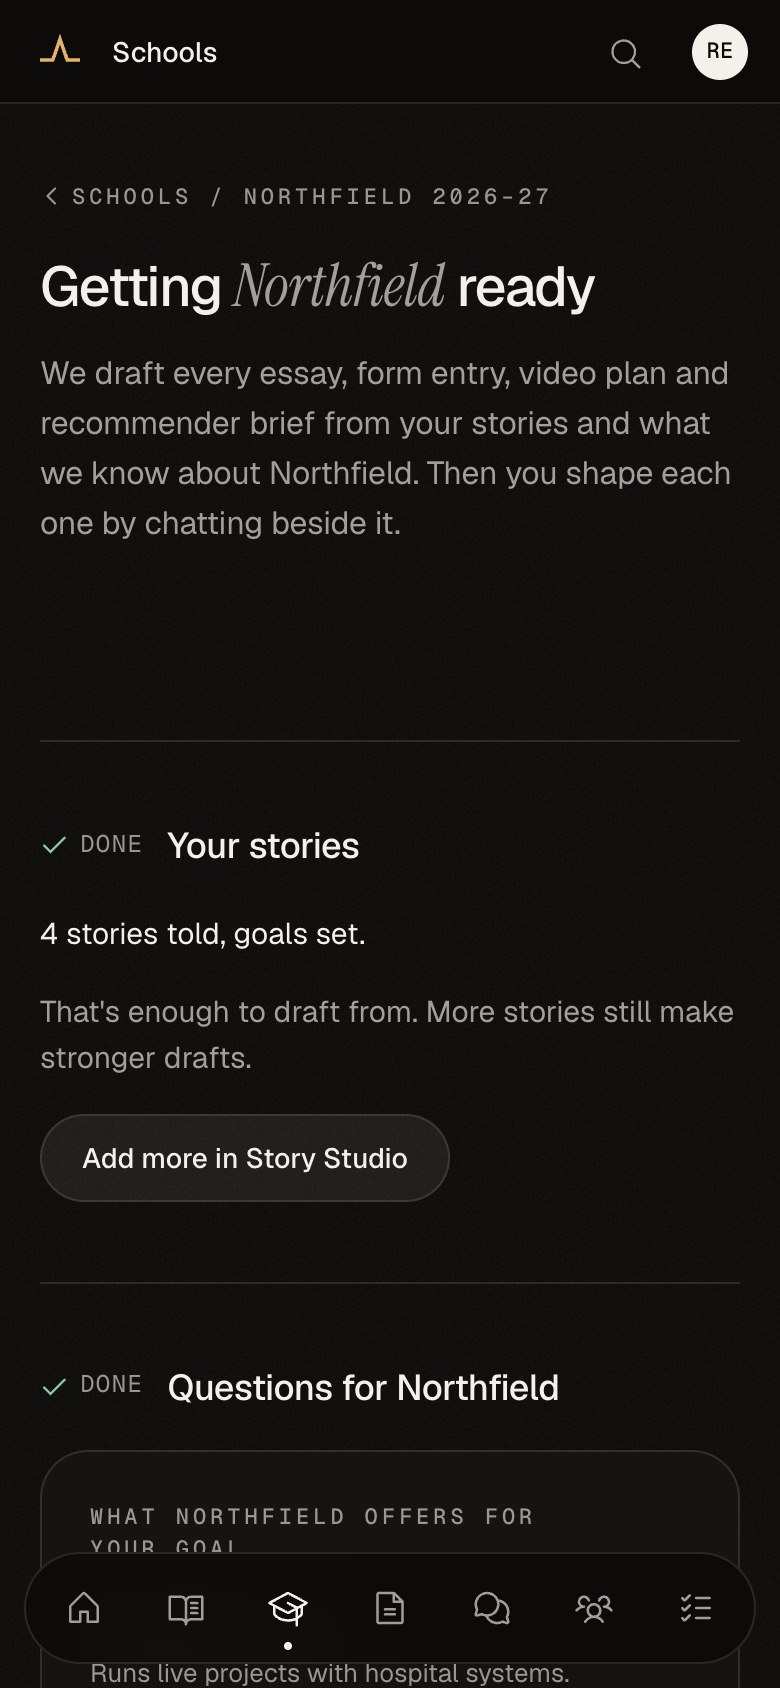 Schools
RE
SCHOOLS / NORTHFIELD 2026-27
Getting Northfield ready
We draft every essay, form entry, video plan and
recommender brief from your stories and what
we know about Northfield. Then you shape each
one by chatting beside it.
DONE Your stories
4 stories told, goals set.
That's enough to draft from. More stories still make
stronger drafts.
Add more in Story Studio
DONE Questions for Northfield
WHAT NORTHFIELD OFFERS FOR
YOUR GOAL
Runs live projects with hospital systems.